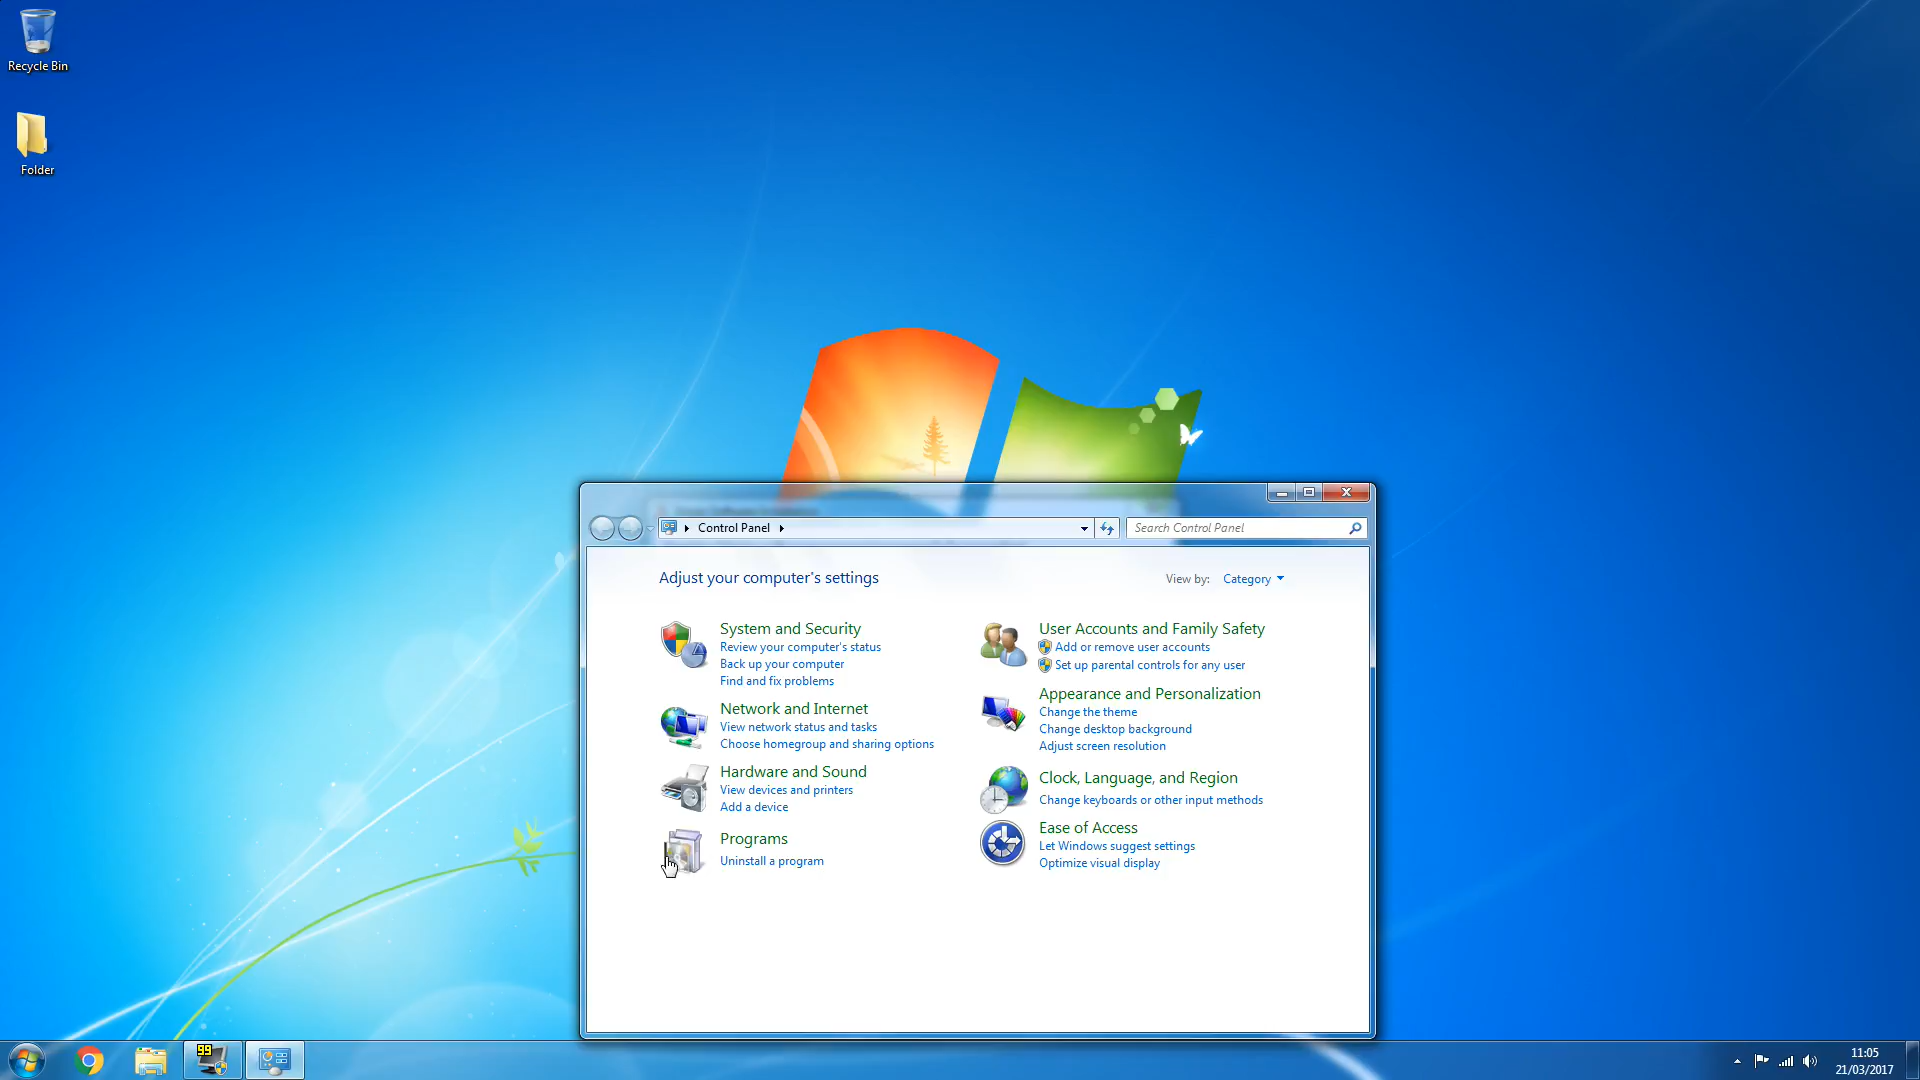 Recycle Bin
Folder
Control Panel
Search Control Panel
Adjust your computer's settings
View by: Category
System and Security
Review your computer's status
Back up your computer
Find and fix problems
Network and Internet
View network status and tasks
Choose homegroup and sharing options
Hardware and Sound
View devices and printers
Add a device
Programs
Uninstall a program
User Accounts and Family Safety
Add or remove user accounts
Set up parental controls for any user
Appearance and Personalization
Change the theme
Change desktop background
Adjust screen resolution
Clock, Language, and Region
Change keyboards or other input methods
Ease of Access
Let Windows suggest settings
Optimize visual display
99
11:05
21/03/2017